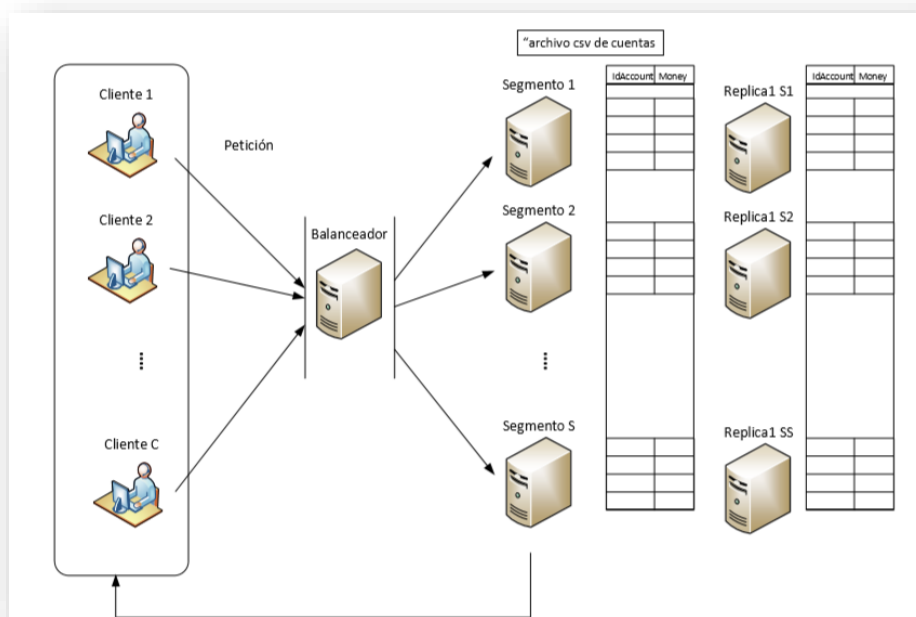 "archivo csv de cuentas
Cliente 1
Petición
Cliente 2
Cliente C
Balanceador
Segmento 1
Segmento 2
Segmento S
IdAccount Money
Replica1 S1
Replica1 S2
Replica1 SS
IdAccount Money